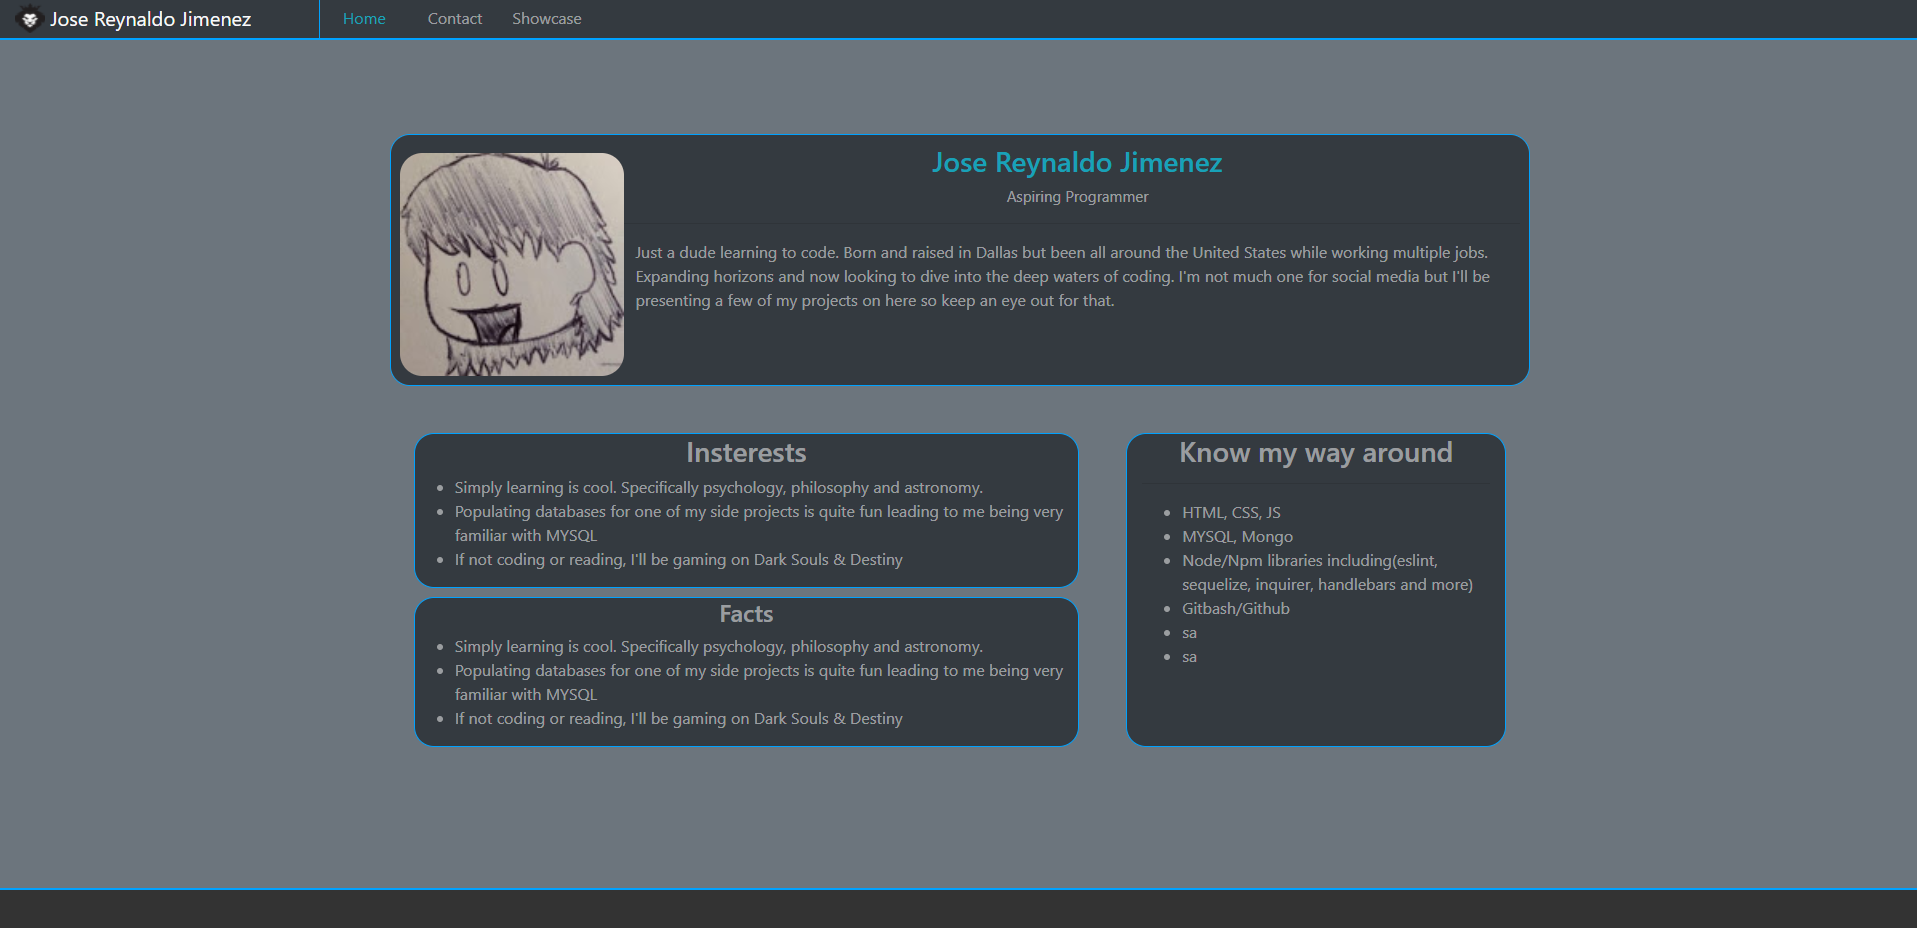 Jose Reynaldo Jimenez
Home
Contact
Showcase
Jose Reynaldo Jimenez
Aspiring Programmer
Just a dude learning to code. Born and raised in Dallas but been all around the United States while working multiple jobs.
Expanding horizons and now looking to dive into the deep waters of coding. I'm not much one for social media but I'll be
presenting a few of my projects on here so keep an eye out for that.
Insterests
Simply learning is cool. Specifically psychology, philosophy and astronomy.
Populating databases for one of my side projects is quite fun leading to me being very
familiar with MYSQL
If not coding or reading, I'll be gaming on Dark Souls & Destiny
Facts
Simply learning is cool. Specifically psychology, philosophy and astronomy.
Populating databases for one of my side projects is quite fun leading to me being very
familiar with MYSQL
If not coding or reading, I'll be gaming on Dark Souls & Destiny
Know my way around
HTML, CSS, JS
MYSQL, Mongo
Node/Npm libraries including(eslint,
sequelize, inquirer, handlebars and more)
Gitbash/Github
sa
sa